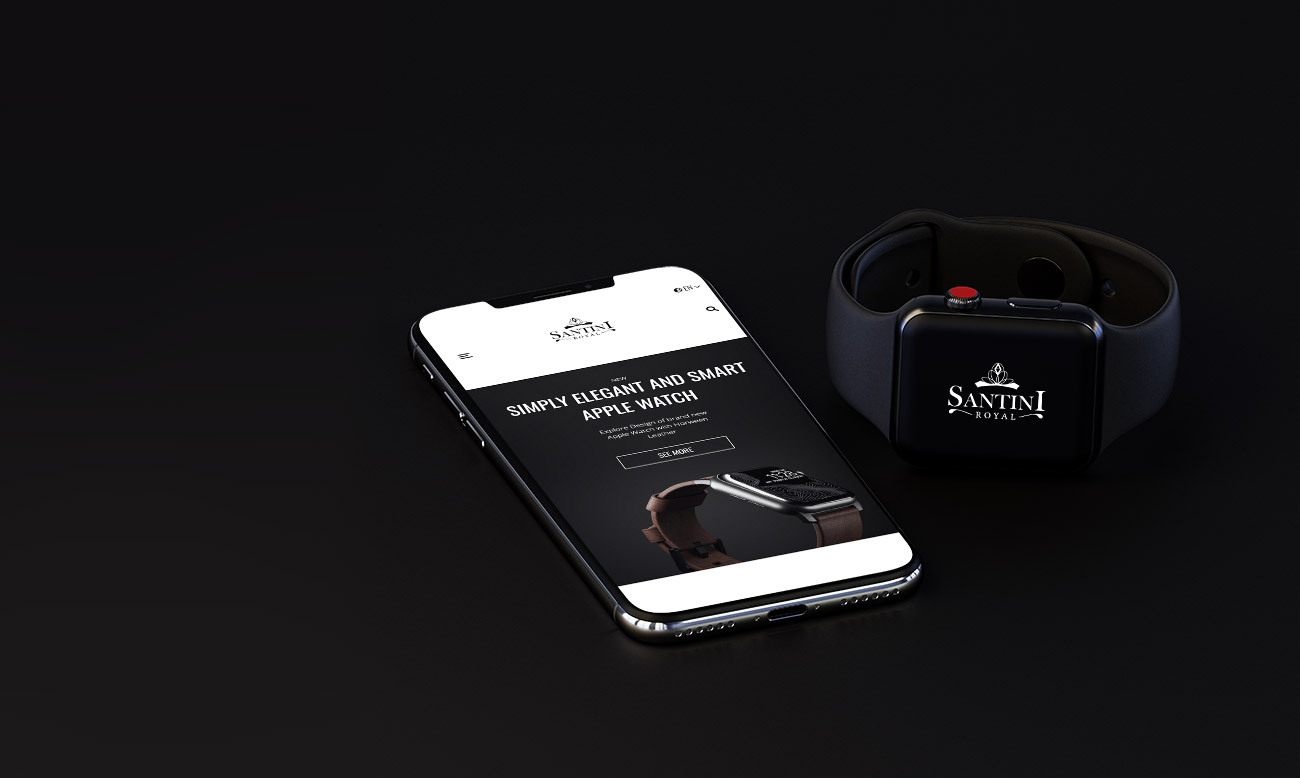 EN
SANTINI
ROYAL
NEW
SIMPLY ELEGANT AND SMART
APPLE WATCH
Explore Design of brand new
Apple Watch with Horween
Leather
SEE MORE
SANTINI
ROYAL